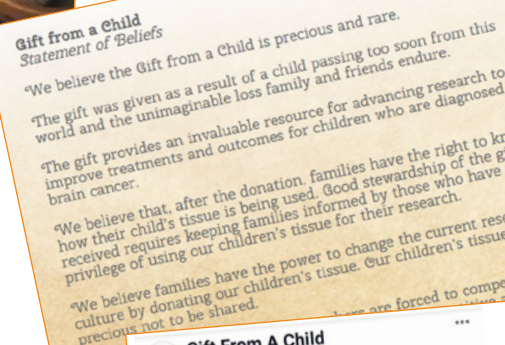 Gift from a Child
Statement of Beliefs
We believe the Gift from a Child is precious and rare.
The gift was given as a result of a child passing too soon from this
world and the unimaginable loss family and friends endure.
The gift provides an invaluable resource for advancing research to
improve treatments and outcomes for children who are diagnosed
brain cancer.
We believe that, after the donation. families have the right to
how their child's tissue is being used. Good stewardship of the
received requires keeping families informed by those who have
privilege of using our children's tissue for their research.
We believe families have the power to change the current
culture by donating our children's tissue. Our children's tissue
precious not to be shared.
are forced to
Gift From A Child